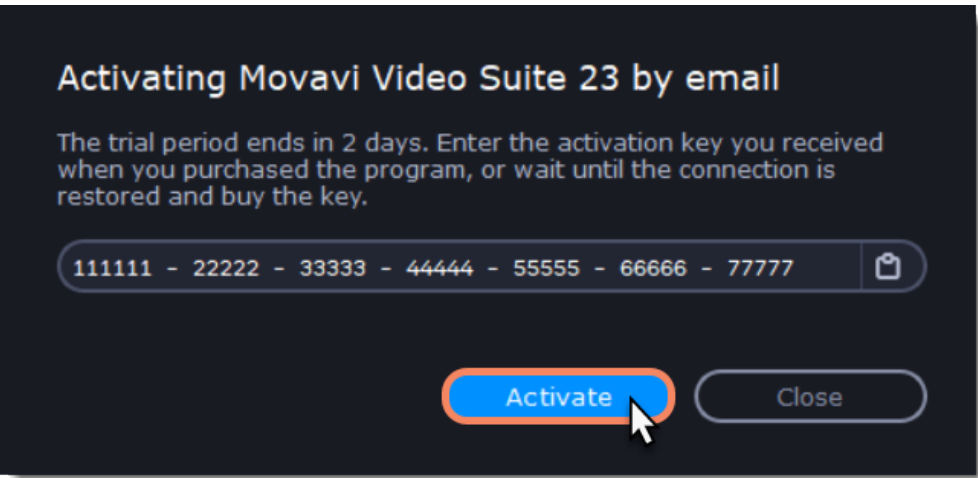 Activating Movavi Video Suite 23 by email
The trial period ends in 2 days. Enter the activation key you received
when you purchased the program, or wait until the connection is
restored and buy the key.
111111 - 22222 - 33333 - 44444 - 55555 - 66666 - 77777
Activate
Close